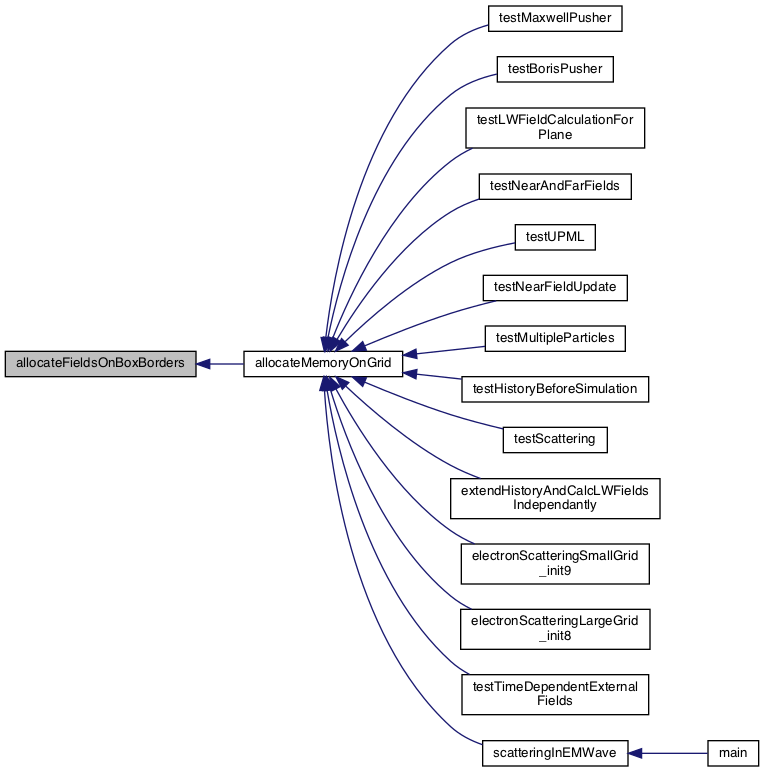 testMaxwellPusher
testBorisPusher
testLWFieldCalculationFor
Plane
testNearAndFarFields
testUPML
testNearFieldUpdate
testMultipleParticles
allocateFieldsOnBoxBorders
allocateMemoryOnGrid
testHistoryBeforeSimulation
testScattering
extendHistoryAndCalcLWFields
Independantly
electronScatteringSmallGrid
_init9
electronScatteringLargeGrid
_init8
testTimeDependentExternal
Fields
scatteringInEMWave
main